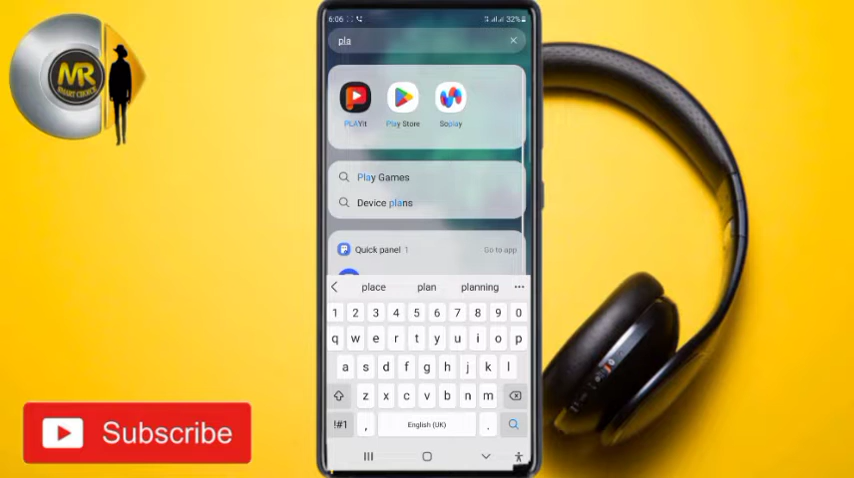 MR
SMART CHOICE
6:06
32%
pla
PLAYit
Play Store
Soplay
Play Games
Device plans
Quick panel 1
Go to app
place plan planning
1 2 3 4 5 6 7 8 9 0
q w e r t y u i o p
a s d f g h j k l
z x c v b n m
!#1 , English (UK) .
Subscribe